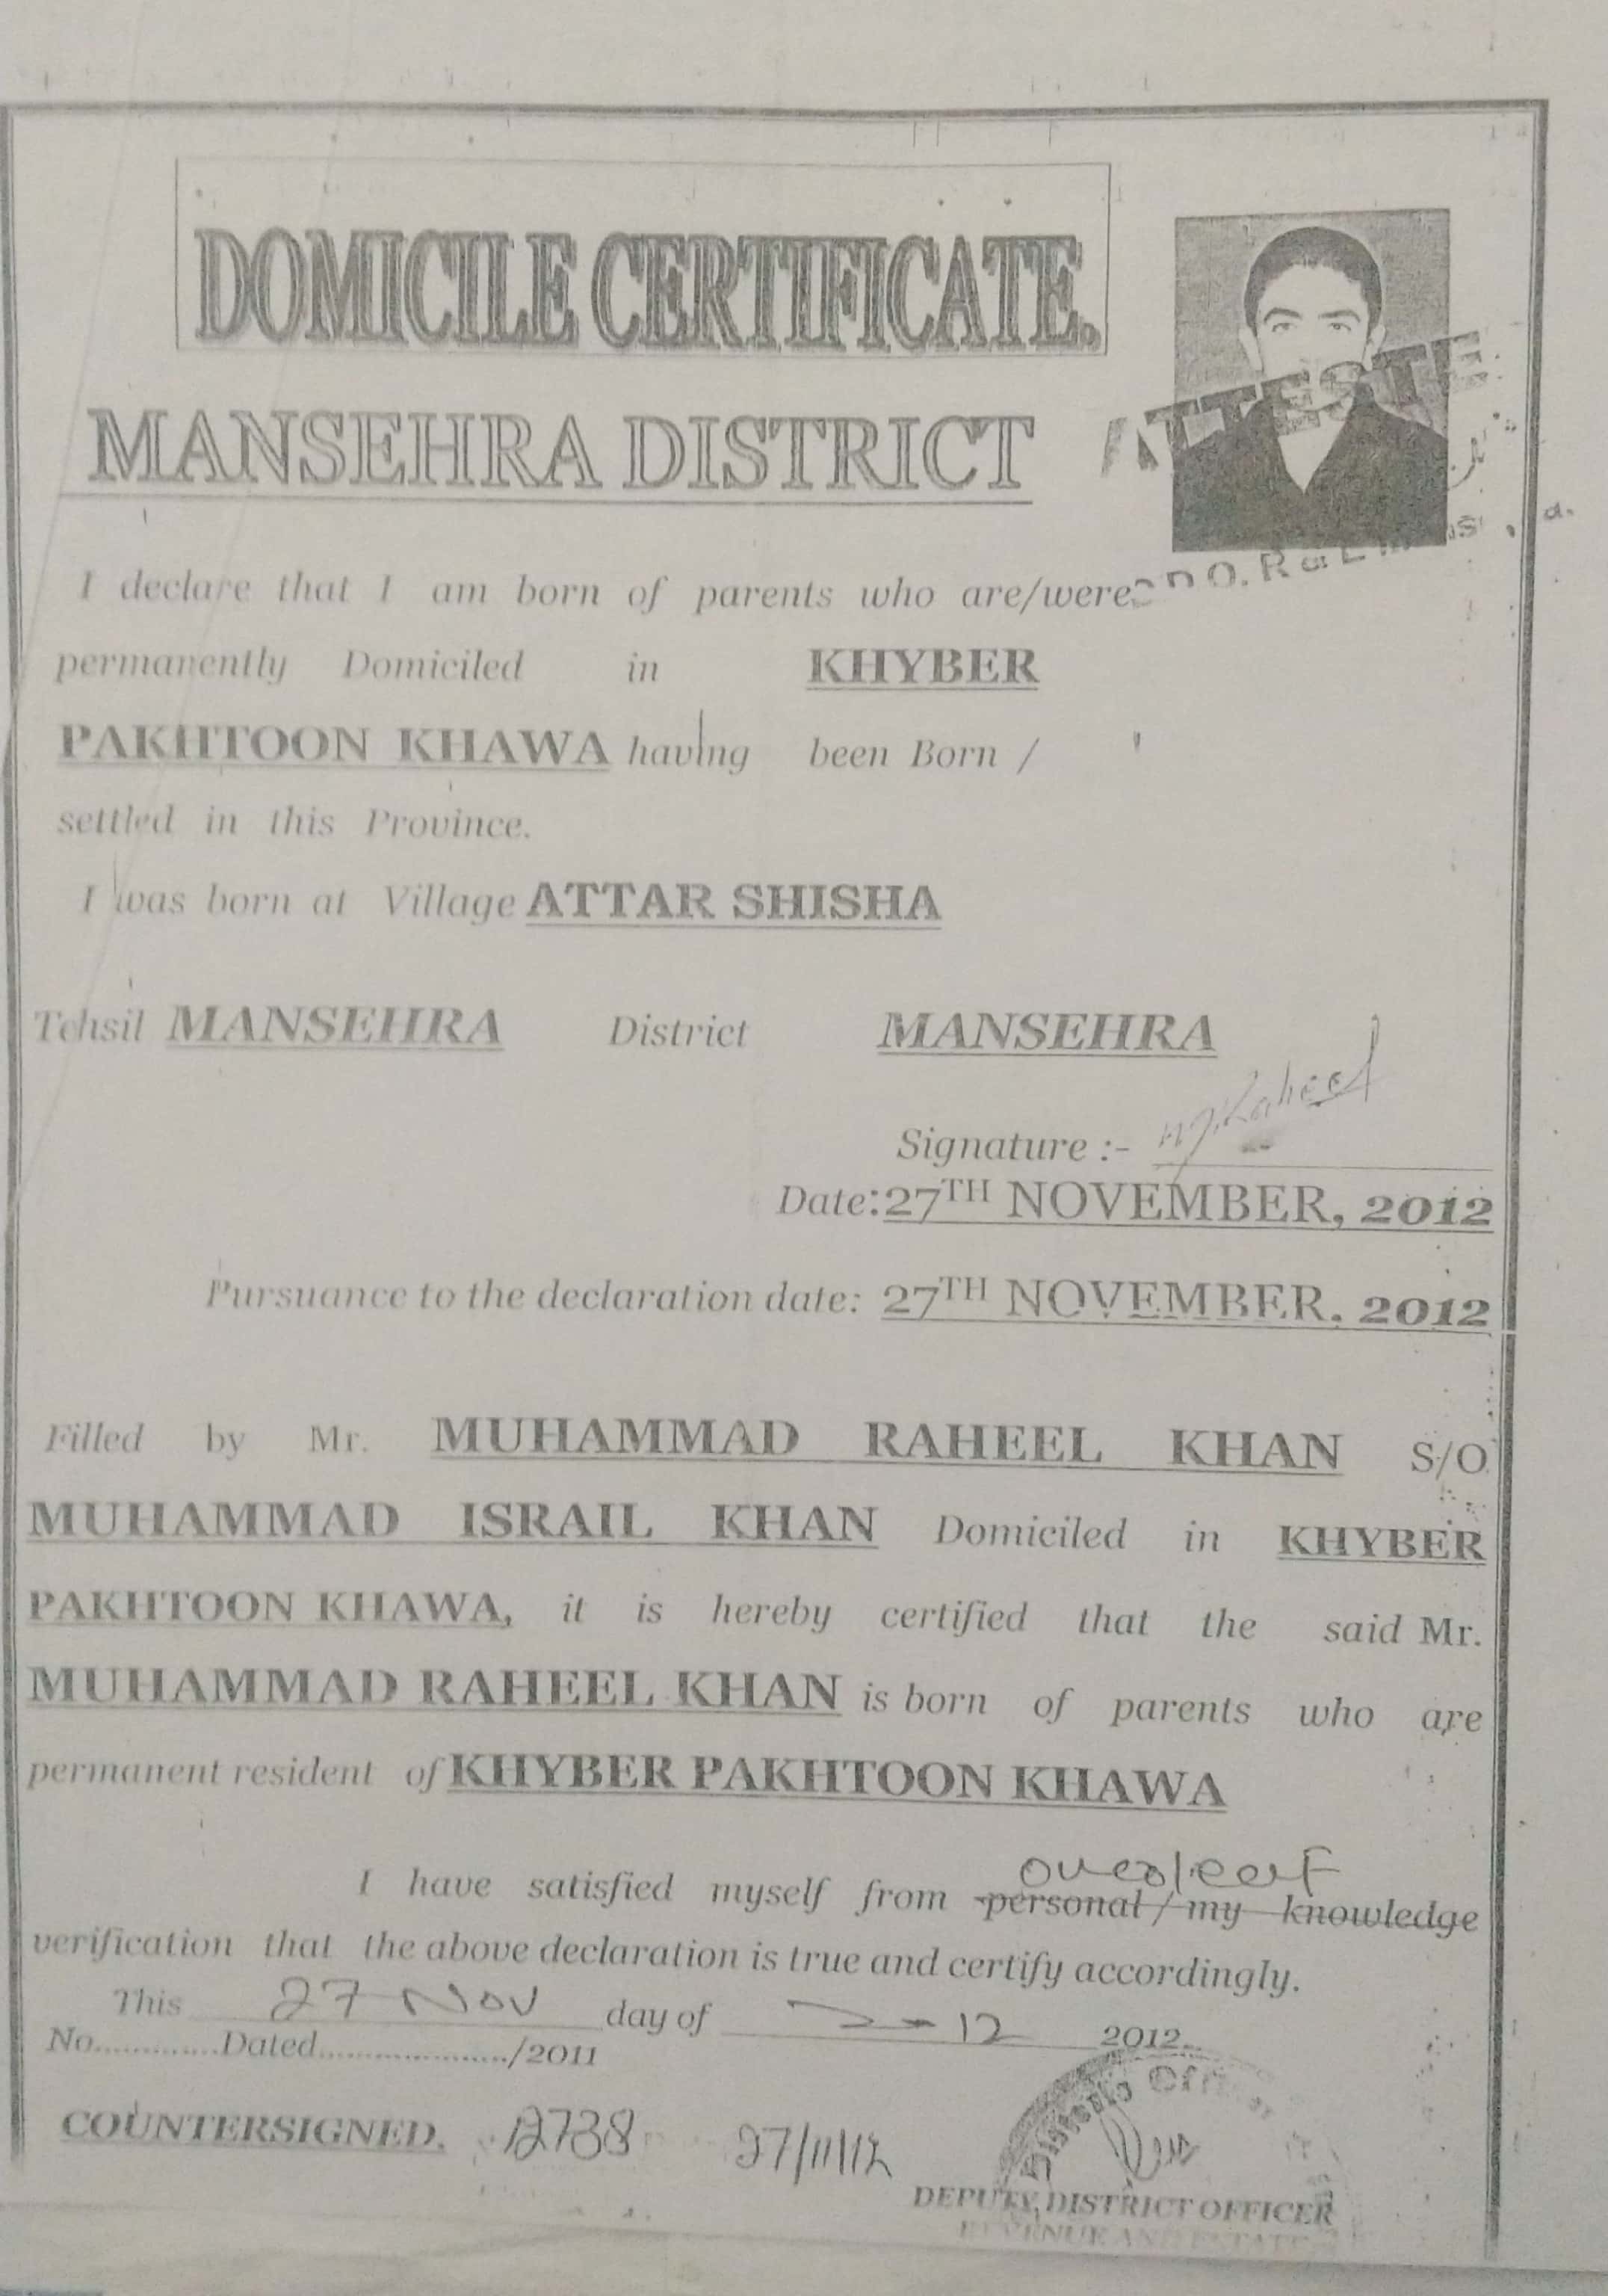 DOMICILE CERTIFICATE.
MANSEHRA DISTRICT
ATTESTE
I declare that I am born of parents who are/were
permanently Domiciled in KHYBER
PAKHTOON KHAWA having been Born /
settled in this Province.
I was born at Village ATTAR SHISHA
Tehsil MANSEHRA District MANSEHRA
Signature :- M.Raheel
Date:27TH NOVEMBER, 2012
Pursuance to the declaration date: 27TH NOVEMBER, 2012
Filled by Mr. MUHAMMAD RAHEEL KHAN S/O
MUHAMMAD ISRAIL KHAN Domiciled in KHYBER
PAKHTOON KHAWA, it is hereby certified that the said Mr.
MUHAMMAD RAHEEL KHAN is born of parents who are
permanent resident of KHYBER PAKHTOON KHAWA
overleaf
I have satisfied myself from personal / my knowledge
verification that the above declaration is true and certify accordingly.
This 27 Nov day of 12 2012
No.............Dated...................../2011
COUNTERSIGNED. 12738 27/11/12
DEPUTY DISTRICT OFFICER
REVENUE AND ESTATE